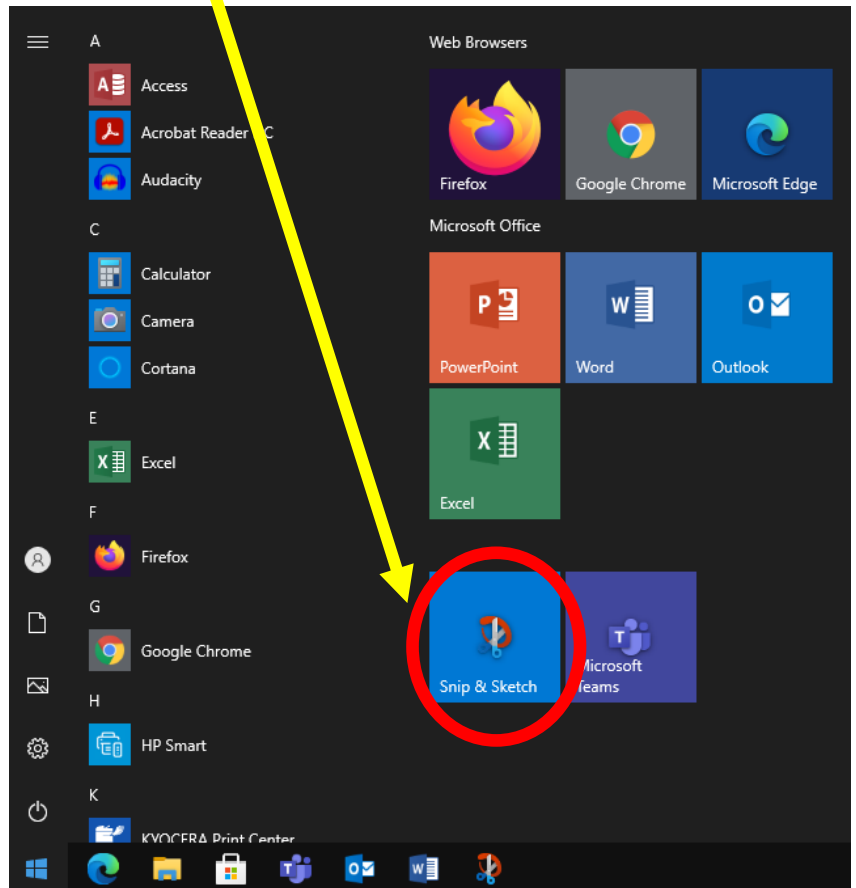 A
Access
Acrobat Reader
Audacity
C
Calculator
Camera
Cortana
E
Excel
F
Firefox
G
Google Chrome
H
HP Smart
K
KYOCERA Print Center
Web Browsers
Firefox
Google Chrome
Microsoft Edge
Microsoft Office
PowerPoint
Word
Outlook
Excel
Snip & Sketch
Microsoft
Teams